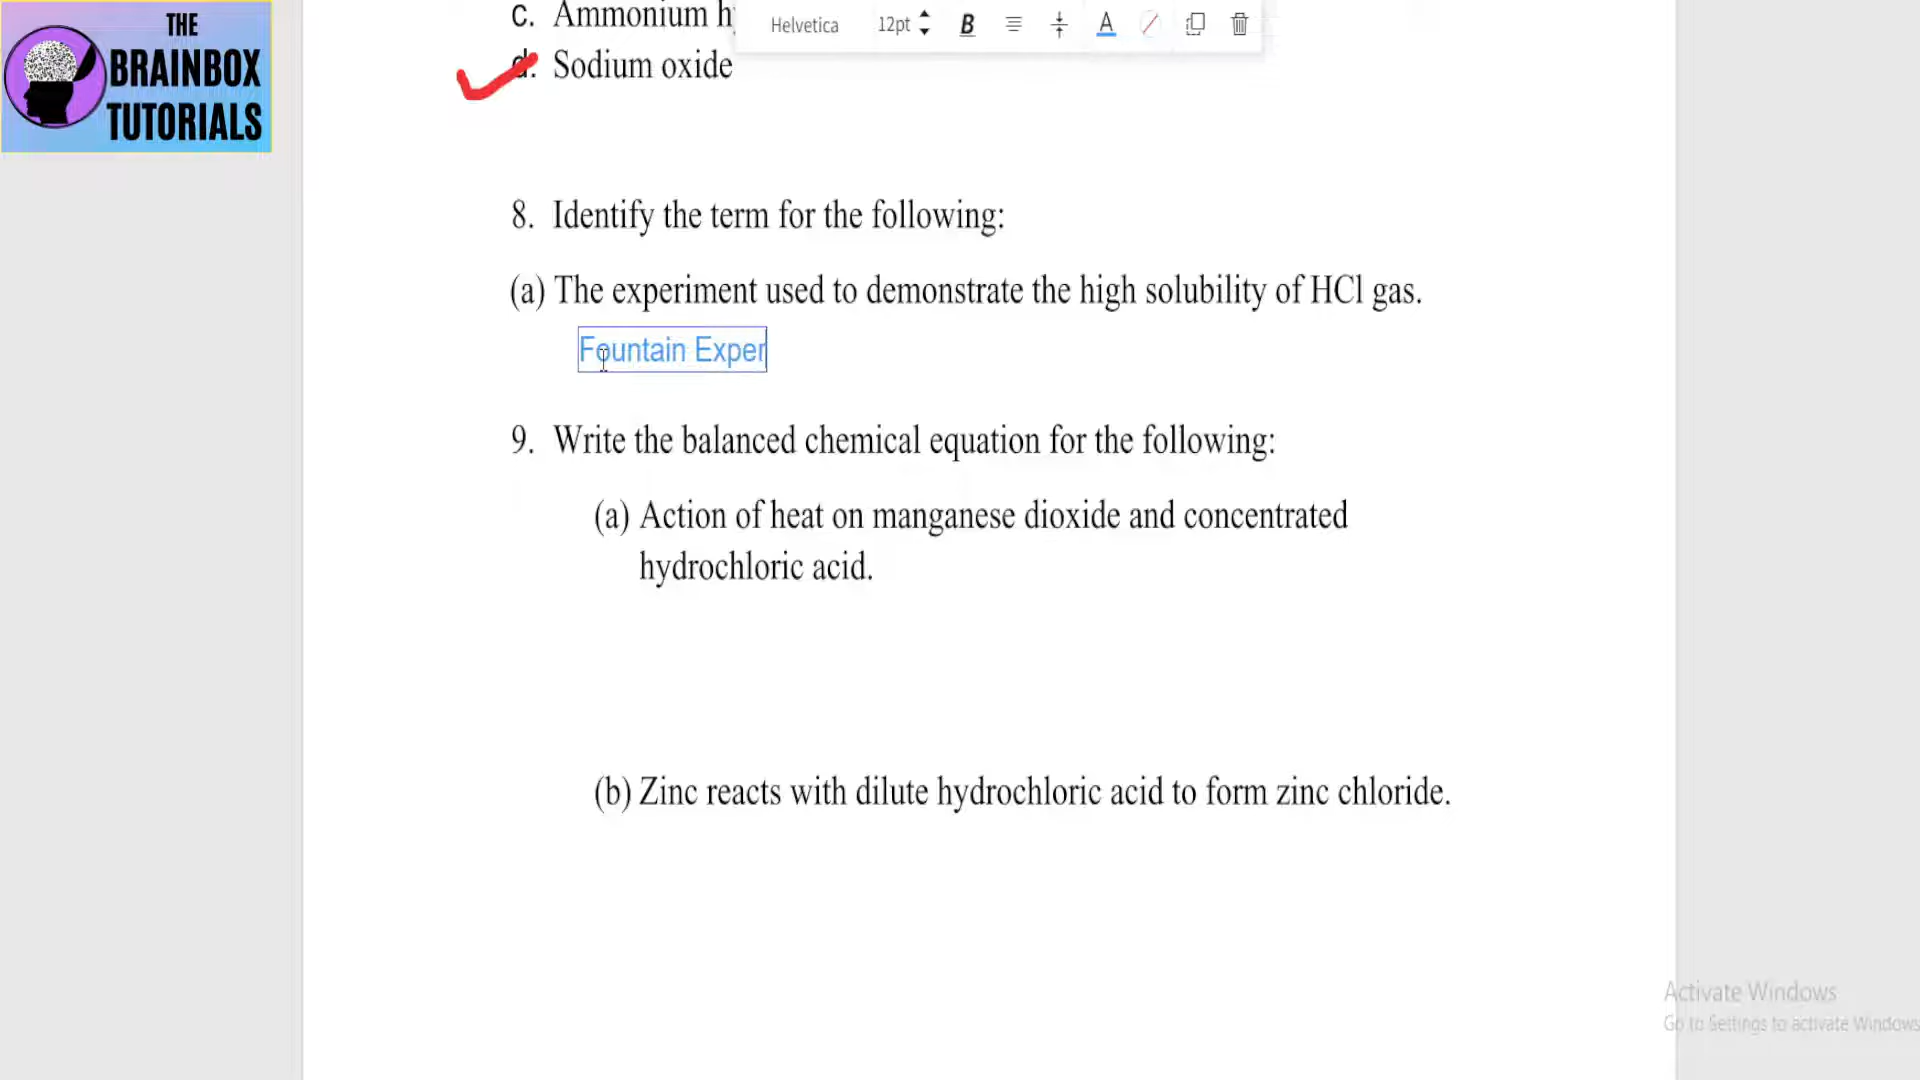 THE
BRAINBOX
TUTORIALS
c. Ammonium h
Helvetica 12pt B A
d. Sodium oxide
8. Identify the term for the following:
(a) The experiment used to demonstrate the high solubility of HCl gas.
Fountain Exper
9. Write the balanced chemical equation for the following:
(a) Action of heat on manganese dioxide and concentrated
hydrochloric acid.
(b) Zinc reacts with dilute hydrochloric acid to form zinc chloride.
Activate Windows
Go to Settings to activate Windows